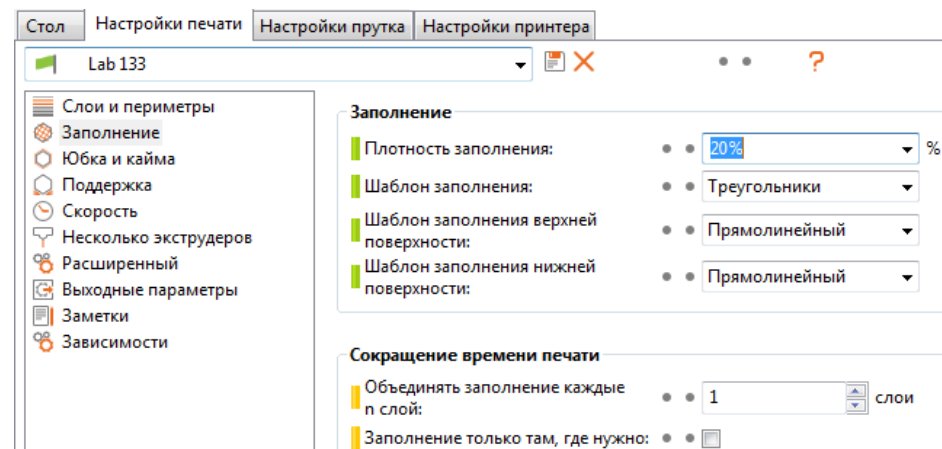 Стол Настройки печати Настройки прутка Настройки принтера
Lab 133 ?
Слои и периметры
Заполнение
Юбка и кайма
Поддержка
Скорость
Несколько экструдеров
Расширенный
Выходные параметры
Заметки
Зависимости
Заполнение
Плотность заполнения: 20% %
Шаблон заполнения: Треугольники
Шаблон заполнения верхней
поверхности: Прямолинейный
Шаблон заполнения нижней
поверхности: Прямолинейный
Сокращение времени печати
Объединять заполнение каждые
n слой: 1 слои
Заполнение только там, где нужно: